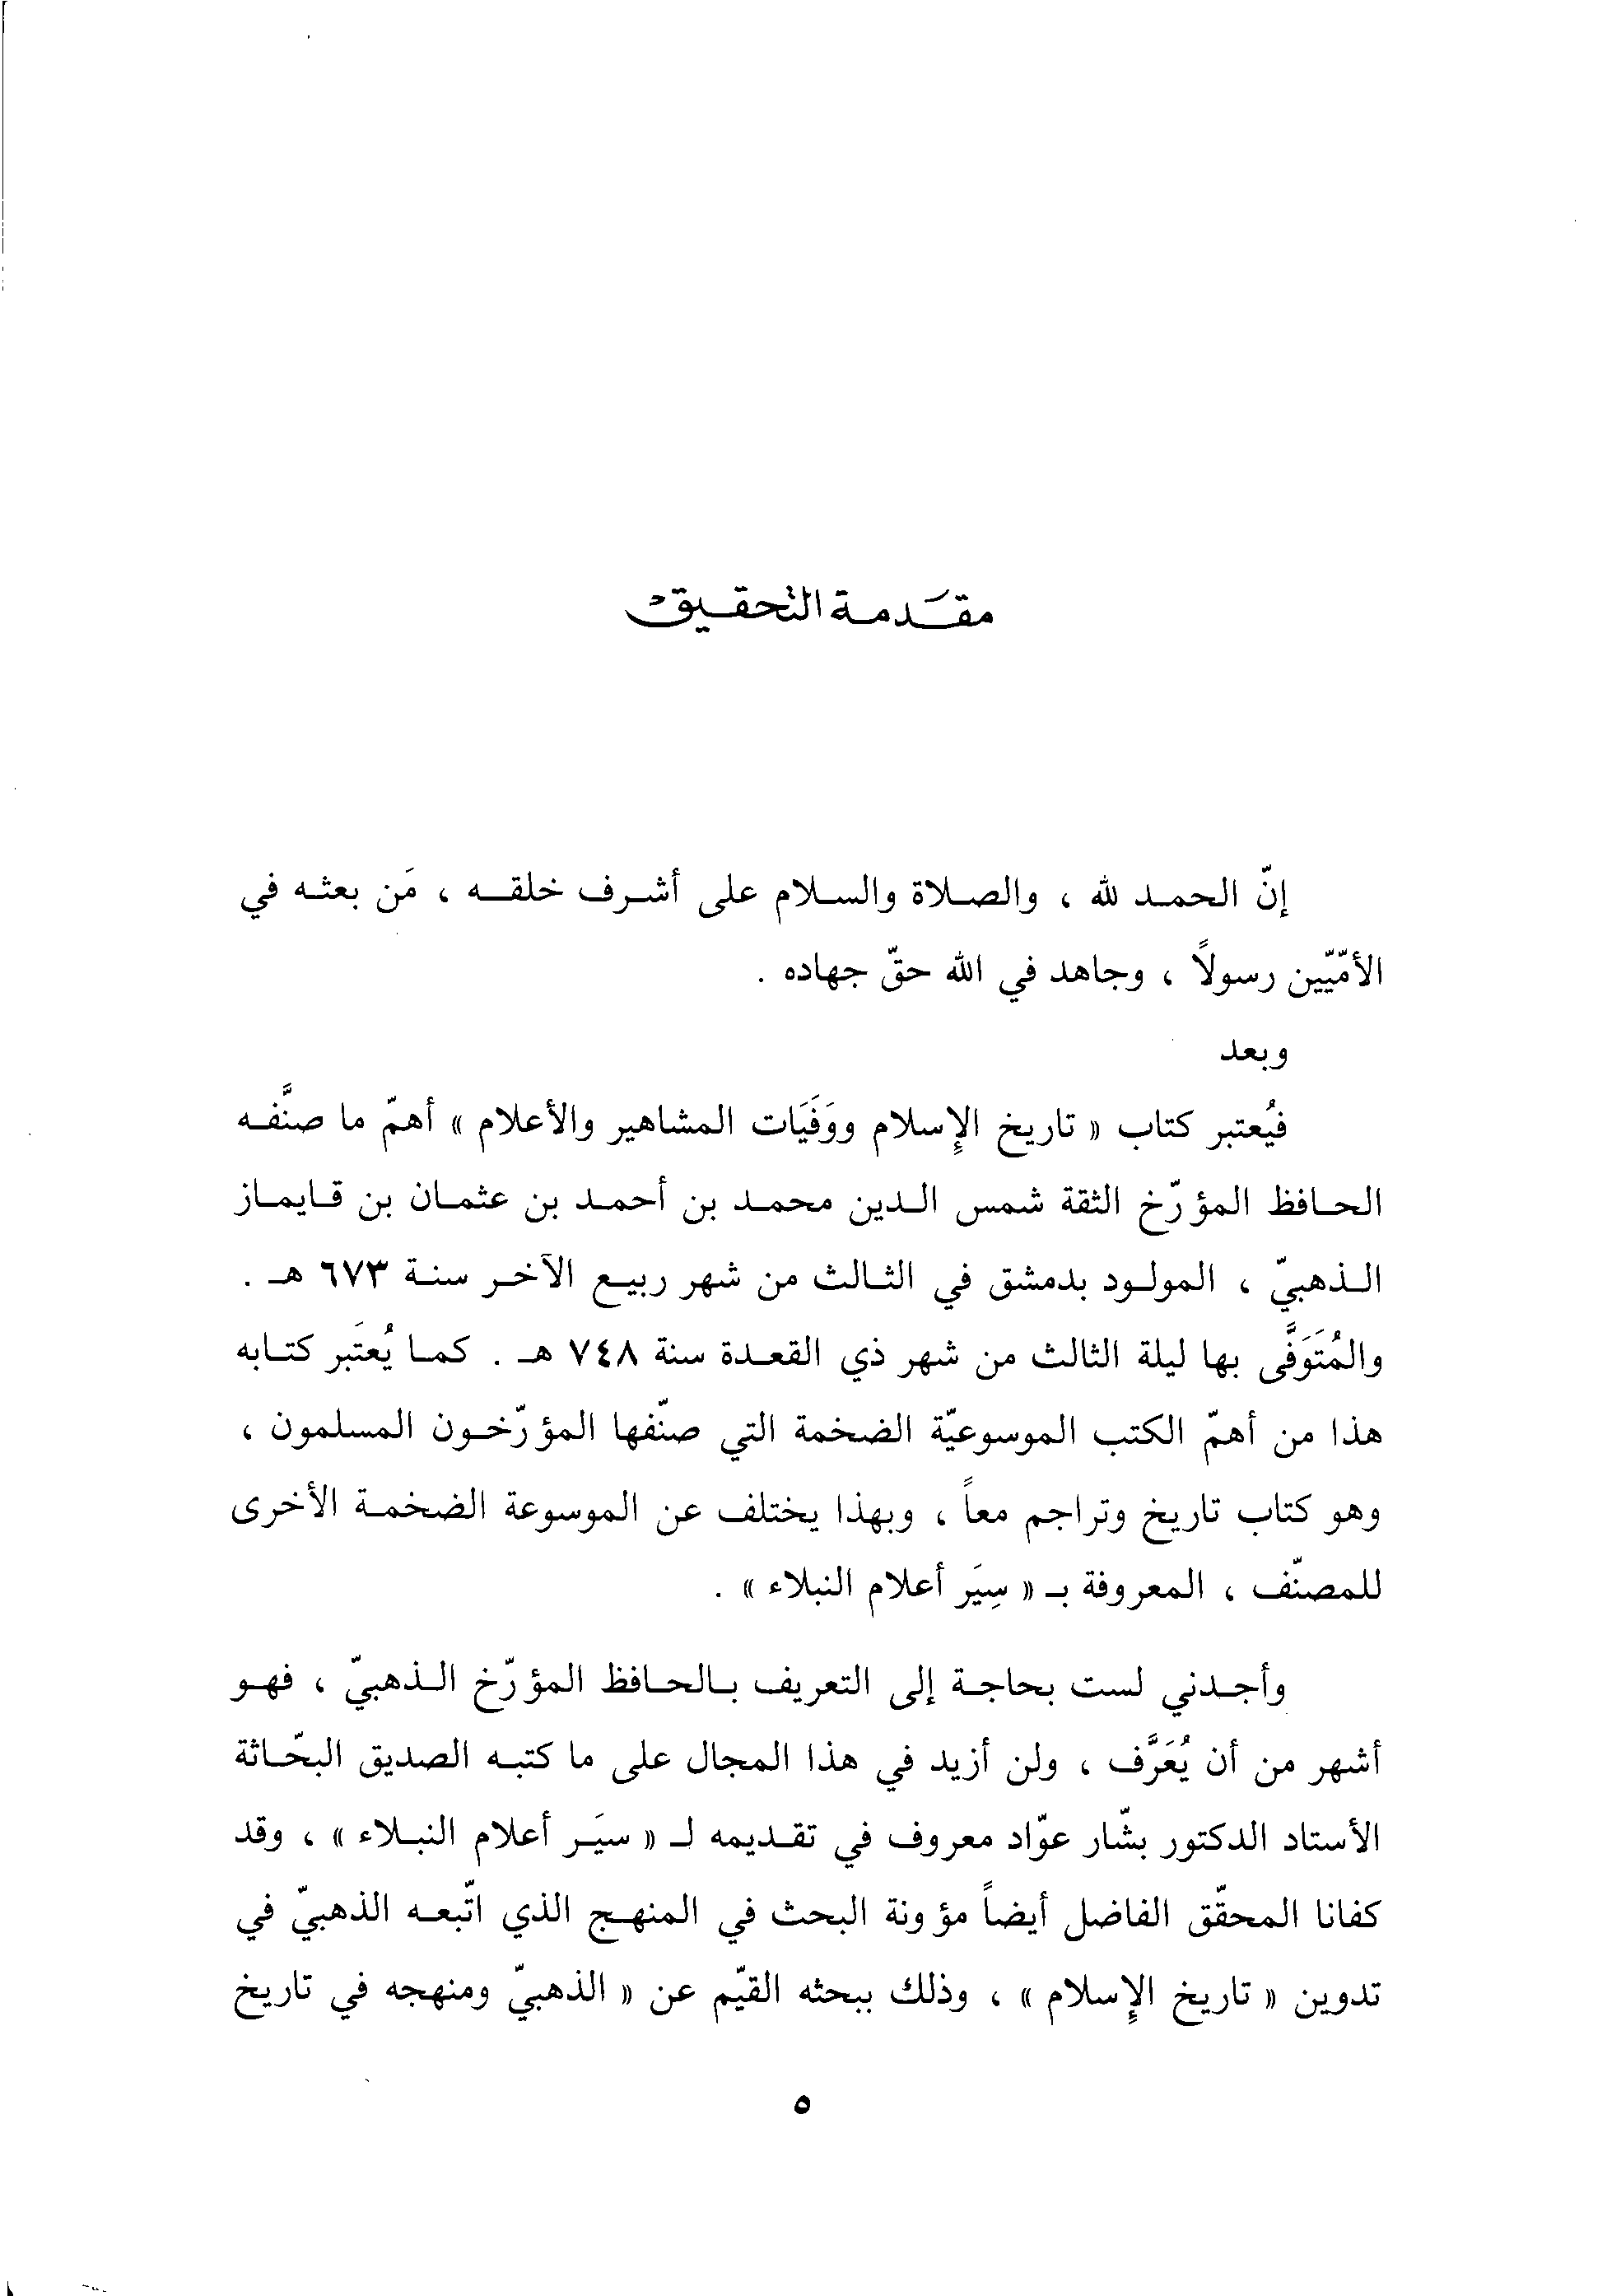 مقدمة التحقيق
إنّ الحمد لله ، والصلاة والسلام على أشرف خلقه ، مَن بعثه في
الأمّيّين رسولاً ، وجاهد في الله حقّ جهاده .
وبعد
فيُعتبر كتاب « تاريخ الإِسلام ووَفَيَات المشاهير والأعلام » أهمّ ما صنَّفه
الحافظ المؤرّخ الثقة شمس الدين محمد بن أحمد بن عثمان بن قايماز
الذهبيّ ، المولود بدمشق في الثالث من شهر ربيع الآخر سنة ٦٧٣ هـ .
والمُتَوَفَّى بها ليلة الثالث من شهر ذي القعدة سنة ٧٤٨ هـ . كما يُعتَبر كتابه
هذا من أهمّ الكتب الموسوعيّة الضخمة التي صنّفها المؤرّخون المسلمون ،
وهو كتاب تاريخ وتراجم معاً ، وبهذا يختلف عن الموسوعة الضخمة الأخرى
للمصنّف ، المعروفة بـ « سِيَر أعلام النبلاء » .
وأجدني لست بحاجة إلى التعريف بالحافظ المؤرّخ الذهبيّ ، فهو
أشهر من أن يُعَرَّف ، ولن أزيد في هذا المجال على ما كتبه الصديق البحّاثة
الأستاد الدكتور بشّار عوّاد معروف في تقديمه لـ « سيَر أعلام النبلاء » ، وقد
كفانا المحقّق الفاضل أيضاً مؤونة البحث في المنهج الذي اتّبعه الذهبيّ في
تدوين « تاريخ الإِسلام » ، وذلك ببحثه القيّم عن « الذهبيّ ومنهجه في تاريخ
٥